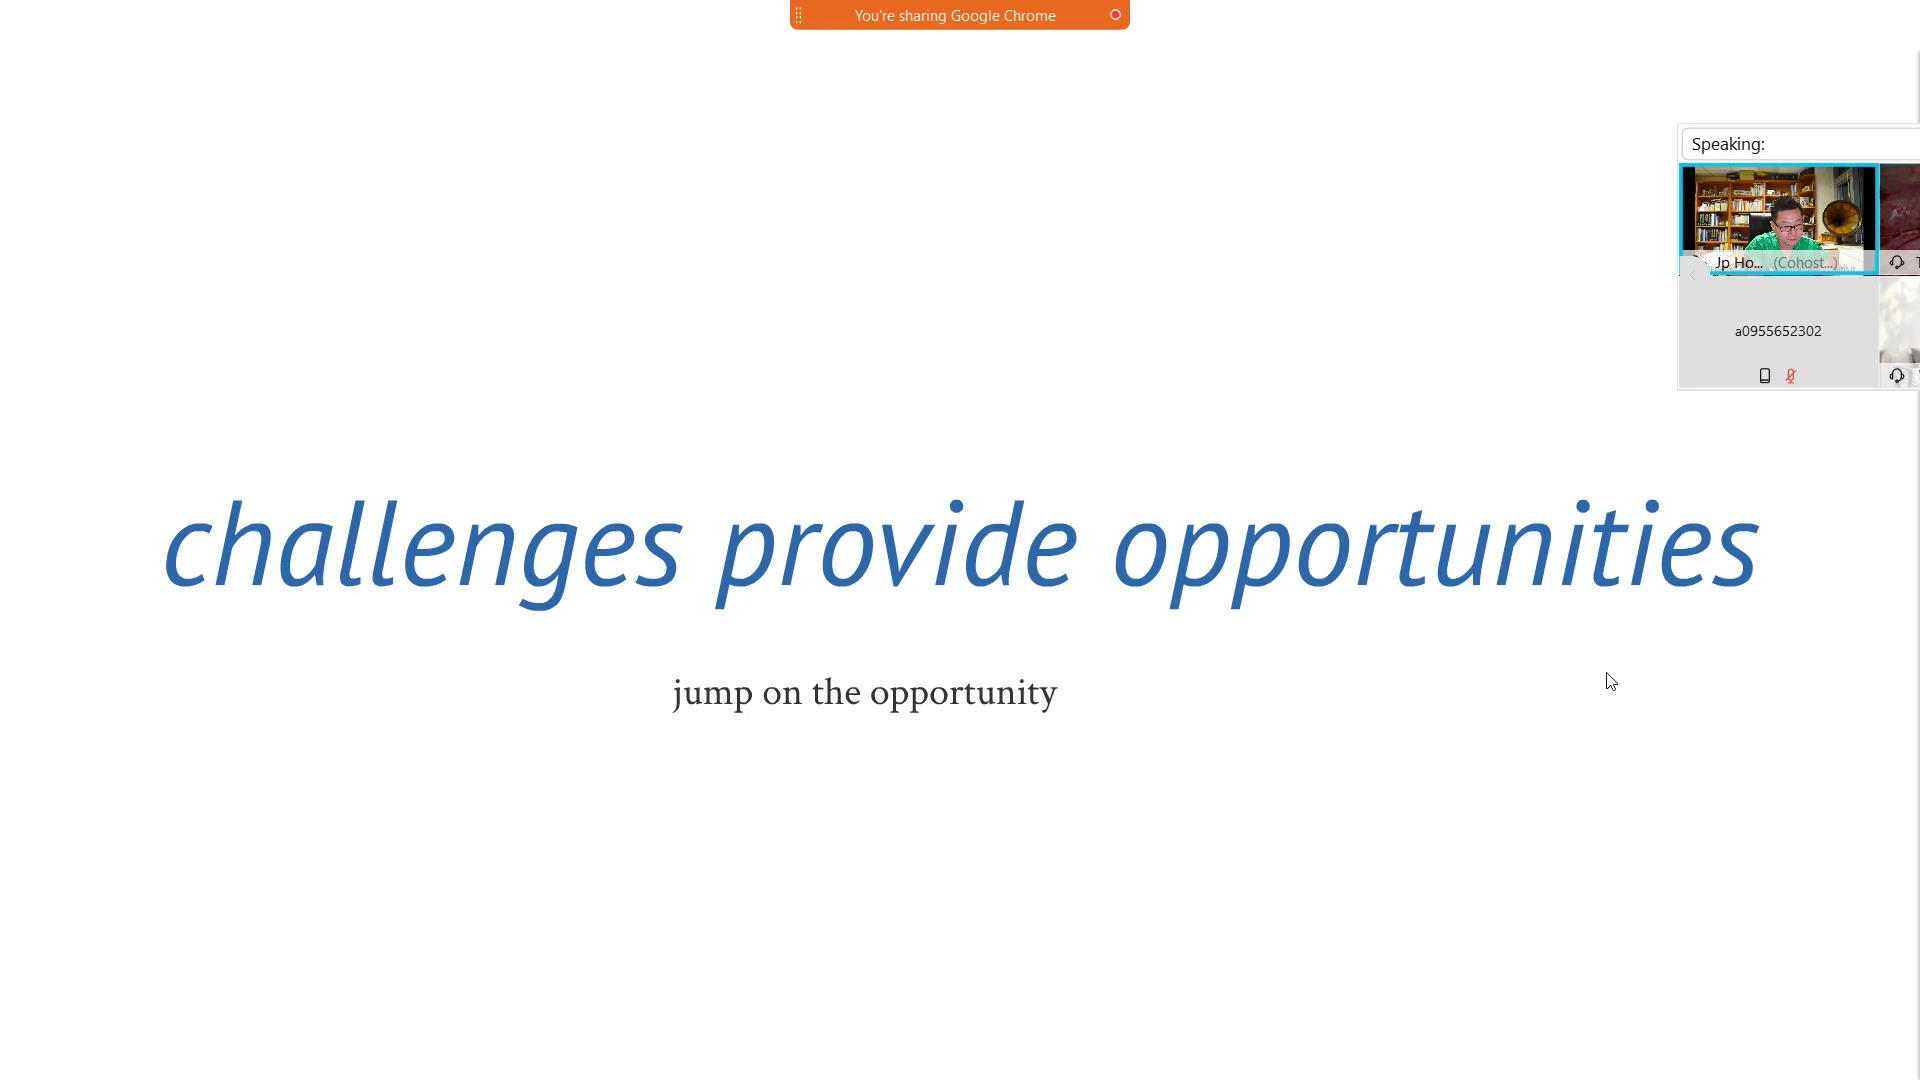 You're sharing Google Chrome
Speaking:
Jp Ho... (Cohost...)
a0955652302
challenges provide opportunities
jump on the opportunity